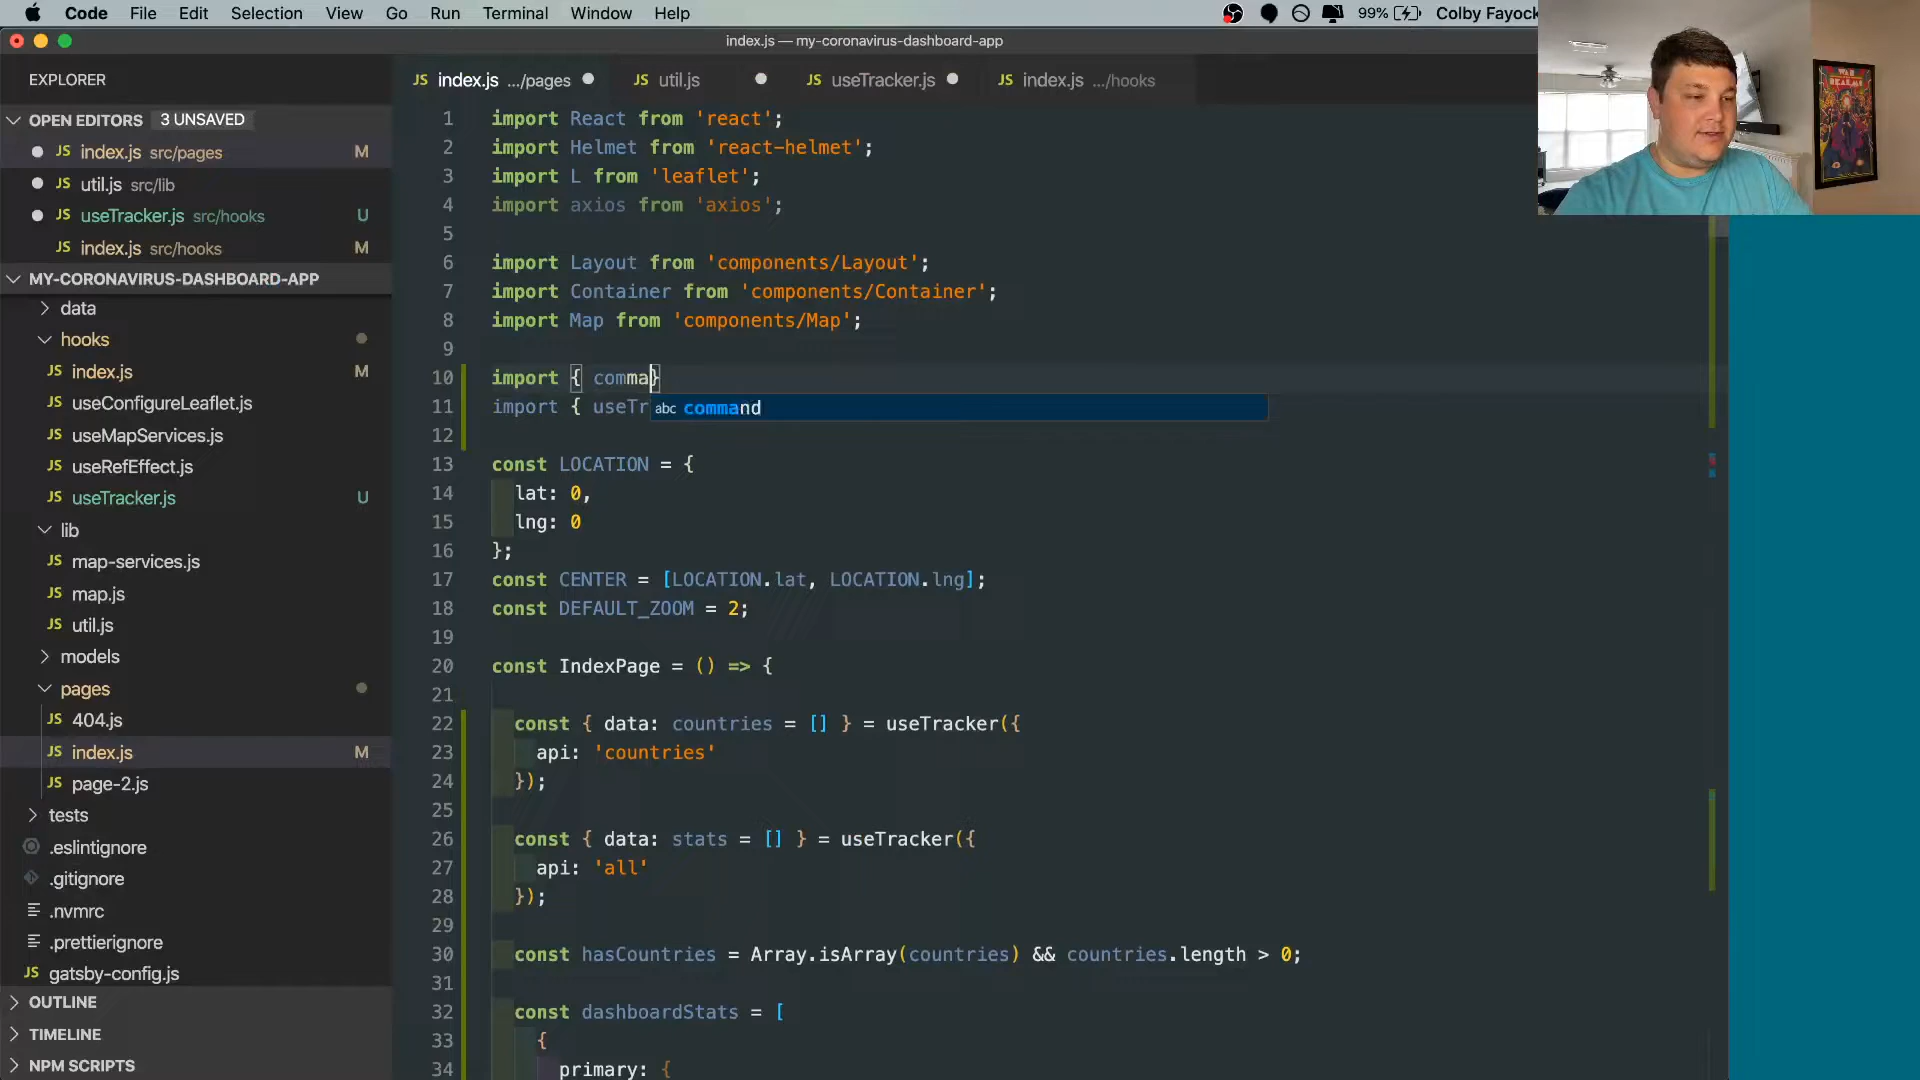 Code File Edit Selection View Go Run Terminal Window Help
99% Colby Fayock
index.js — my-coronavirus-dashboard-app
EXPLORER
OPEN EDITORS 3 UNSAVED
JS index.js src/pages M
JS util.js src/lib
JS useTracker.js src/hooks U
JS index.js src/hooks M
MY-CORONAVIRUS-DASHBOARD-APP
data
hooks
JS index.js M
JS useConfigureLeaflet.js
JS useMapServices.js
JS useRefEffect.js
JS useTracker.js U
lib
JS map-services.js
JS map.js
JS util.js
models
pages
JS 404.js
JS index.js M
JS page-2.js
tests
.eslintignore
.gitignore
.nvmrc
.prettierignore
JS gatsby-config.js
OUTLINE
TIMELINE
NPM SCRIPTS
JS index.js .../pages JS util.js JS useTracker.js JS index.js .../hooks
1 import React from 'react';
2 import Helmet from 'react-helmet';
3 import L from 'leaflet';
4 import axios from 'axios';
5
6 import Layout from 'components/Layout';
7 import Container from 'components/Container';
8 import Map from 'components/Map';
9
10 import { comma}
11 import { useTr
abc command
12
13 const LOCATION = {
14 lat: 0,
15 lng: 0
16 };
17 const CENTER = [LOCATION.lat, LOCATION.lng];
18 const DEFAULT_ZOOM = 2;
19
20 const IndexPage = () => {
21
22 const { data: countries = [] } = useTracker({
23 api: 'countries'
24 });
25
26 const { data: stats = [] } = useTracker({
27 api: 'all'
28 });
29
30 const hasCountries = Array.isArray(countries) && countries.length > 0;
31
32 const dashboardStats = [
33 {
34 primary: {